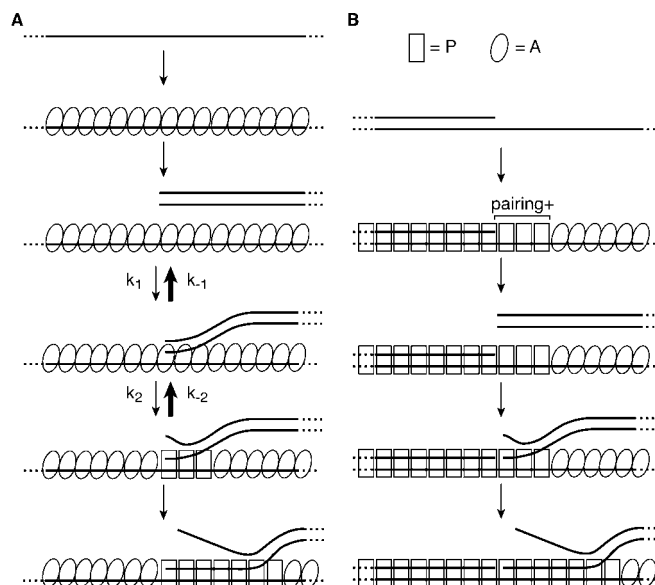 A
B
= P = A
pairing+
k1 k-1
k2 k-2